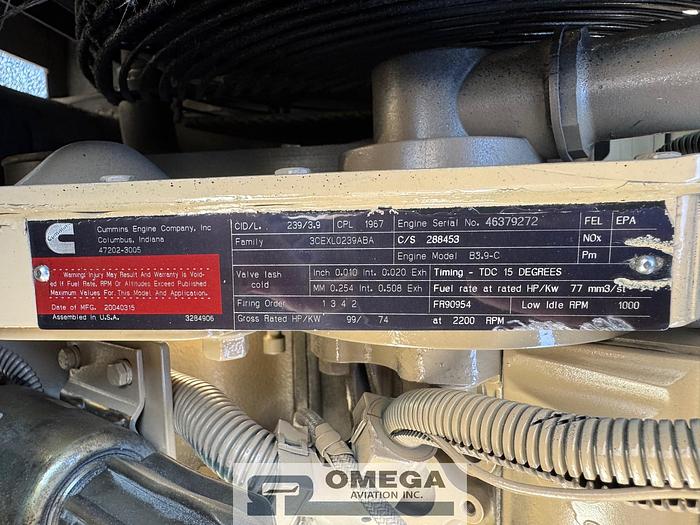 Cummins Engine Company, Inc
Columbus, Indiana
47202-3005
Warning: Injury May Result And Warranty Is Void-
ed If Fuel Rate, RPM Or Altitudes Exceed Published
Maximum Values For This Model And Application.
Date of MFG. 20040315
Assembled in U.S.A. 3284906
CID/L. 239/3.9 CPL 1967 Engine Serial No. 46379272 FEL EPA
Family 3CEXL0239ABA C/S 288453 NOx
Engine Model B3.9-C Pm
Valve lash cold Inch 0.010 Int. 0.020 Exh Timing - TDC 15 DEGREES
MM 0.254 Int. 0.508 Exh Fuel rate at rated HP/Kw 77 mm3/st
Firing Order 1 3 4 2 FR90954 Low Idle RPM 1000
Gross Rated HP/KW 99/ 74 at 2200 RPM
OMEGA
AVIATION INC.